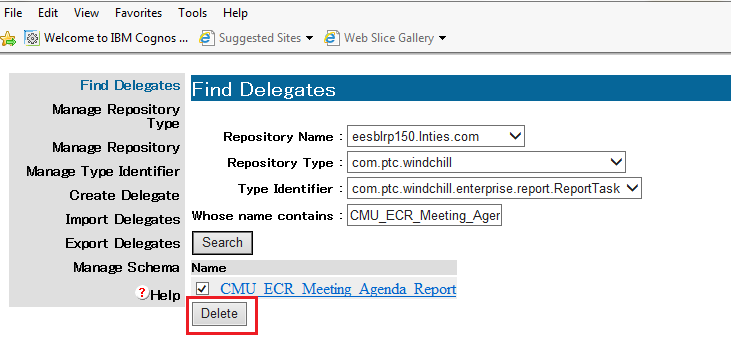 File Edit View Favorites Tools Help
Welcome to IBM Cognos ... Suggested Sites Web Slice Gallery
Find Delegates
Manage Repository
Type
Manage Repository
Manage Type Identifier
Create Delegate
Import Delegates
Export Delegates
Manage Schema
?Help
Find Delegates
Repository Name : eesblrp150.lnties.com
Repository Type : com.ptc.windchill
Type Identifier : com.ptc.windchill.enterprise.report.ReportTask
Whose name contains : CMU_ECR_Meeting_Ager
Search
Name
CMU_ECR_Meeting_Agenda_Report
Delete